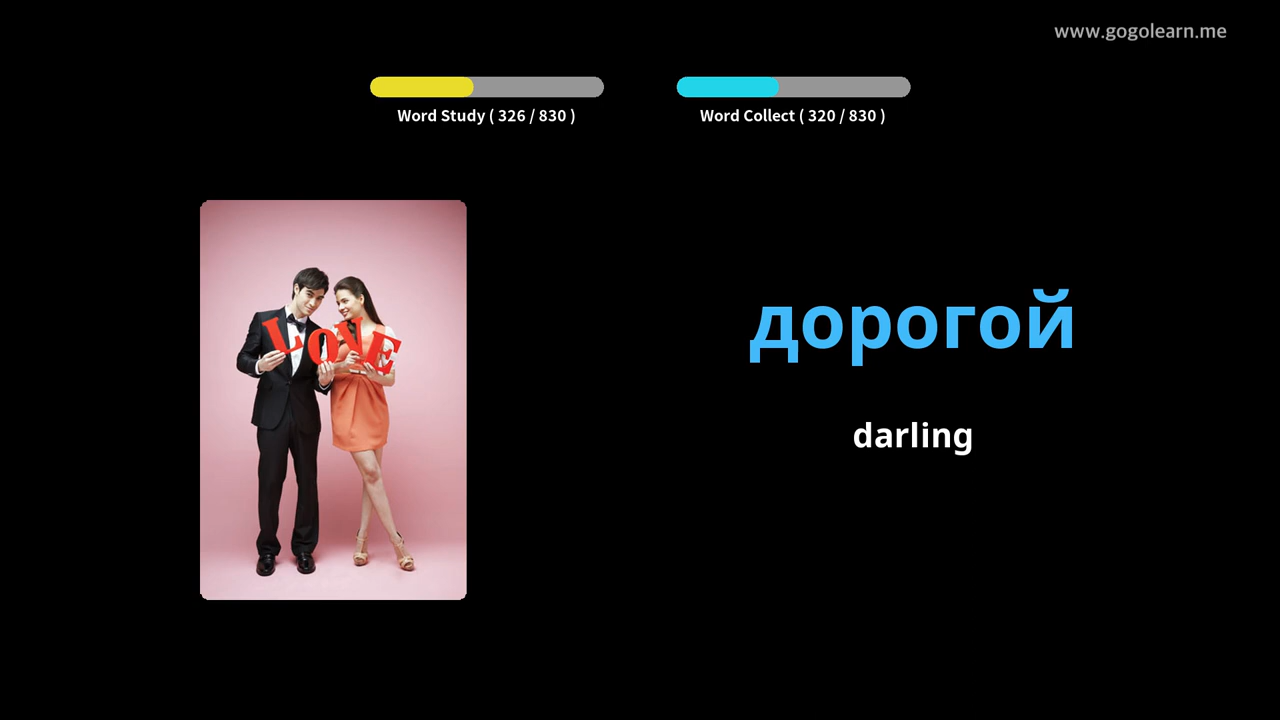 www.gogolearn.me
Word Study ( 326 / 830 )
Word Collect ( 320 / 830 )
LOVE
дорогой
darling